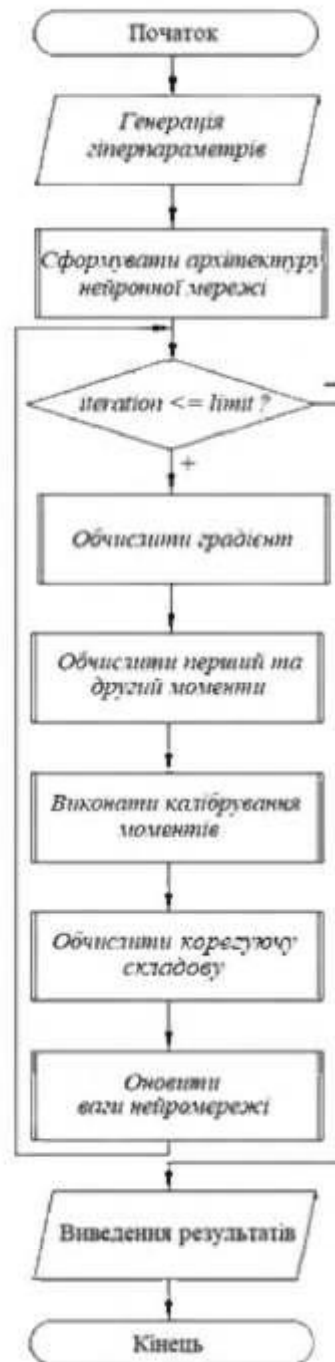 Початок
Генерація
гіперпараметрів
Сформувати архітектуру
нейронної мережі
iteration <= limit ?
–
+
Обчислити градієнт
Обчислити перший та
другий моменти
Виконати калібрування
моментів
Обчислити корегуючу
складову
Оновити
ваги нейромережі
Виведення результатів
Кінець